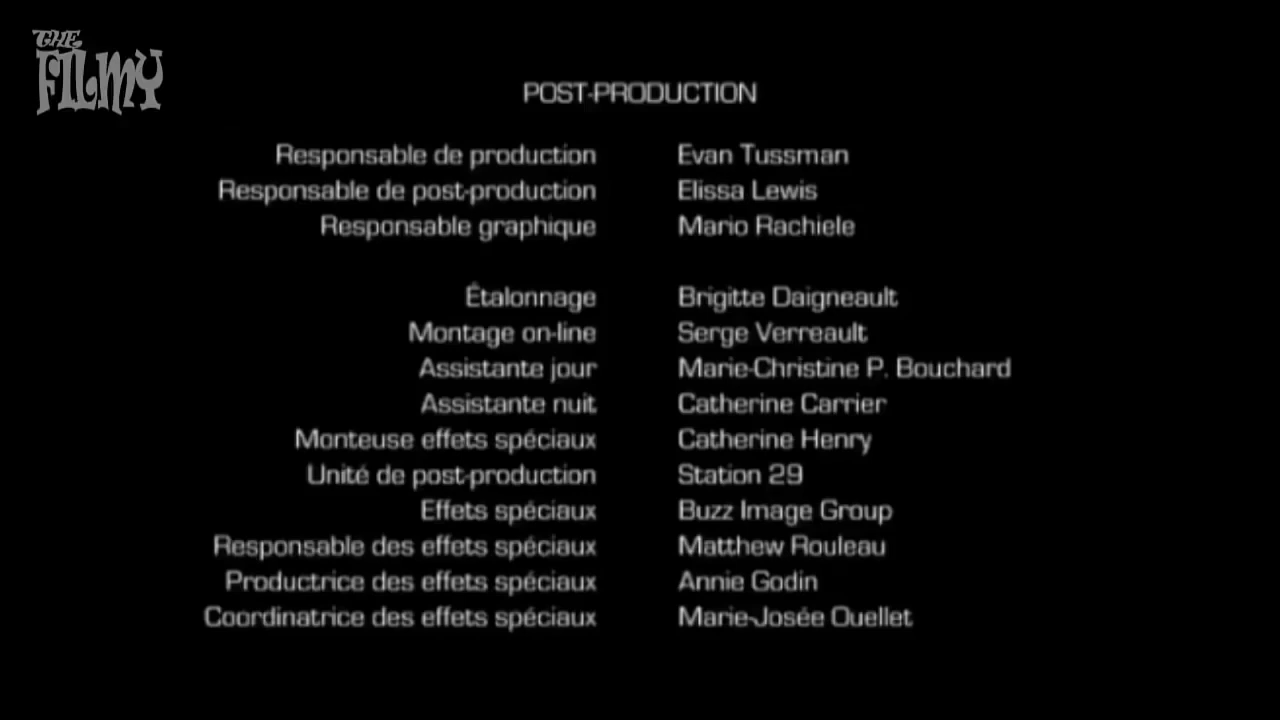 THE
FILMY
POST-PRODUCTION
Responsable de production Evan Tussman
Responsable de post-production Elissa Lewis
Responsable graphique Mario Rachiele
Étalonnage Brigitte Daigneault
Montage on-line Serge Verreault
Assistante jour Marie-Christine P. Bouchard
Assistante nuit Catherine Carrier
Monteuse effets spéciaux Catherine Henry
Unité de post-production Station 29
Effets spéciaux Buzz Image Group
Responsable des effets spéciaux Matthew Rouleau
Productrice des effets spéciaux Annie Godin
Coordinatrice des effets spéciaux Marie-Josée Ouellet